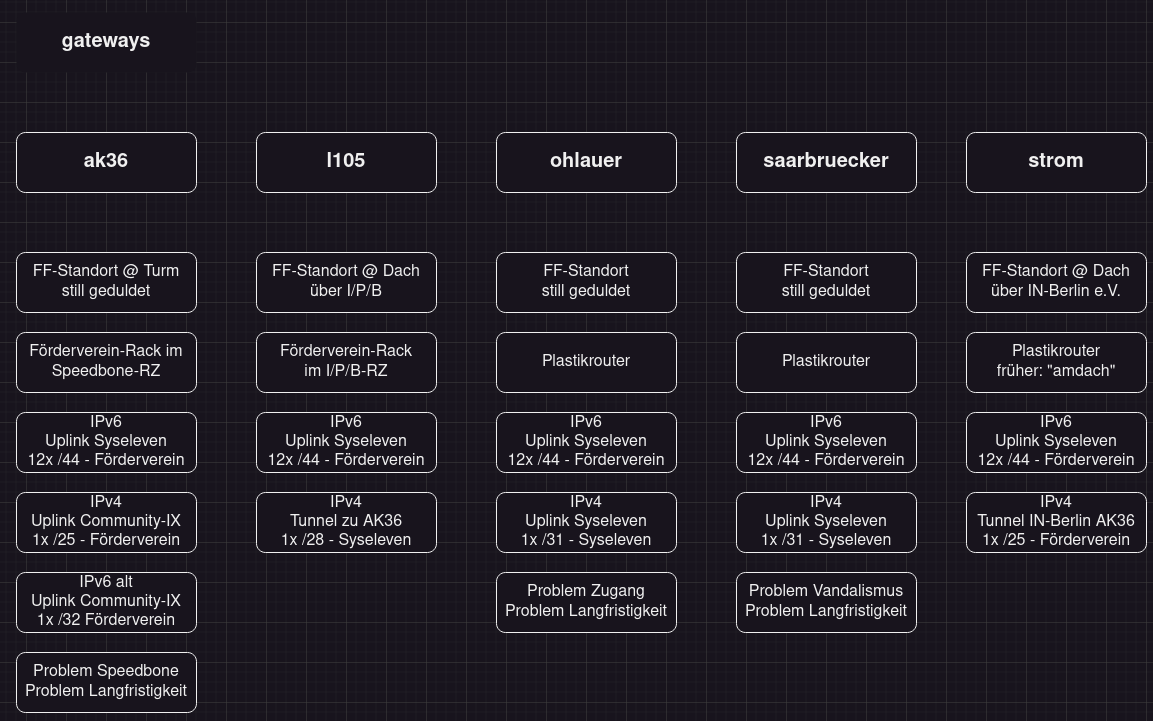 gateways
ak36
l105
ohlauer
saarbruecker
strom
FF-Standort @ Turm
still geduldet
FF-Standort @ Dach
über I/P/B
FF-Standort
still geduldet
FF-Standort
still geduldet
FF-Standort @ Dach
über IN-Berlin e.V.
Förderverein-Rack im
Speedbone-RZ
Förderverein-Rack
im I/P/B-RZ
Plastikrouter
Plastikrouter
Plastikrouter
früher: "amdach"
IPv6
Uplink Syseleven
12x /44 - Förderverein
IPv6
Uplink Syseleven
12x /44 - Förderverein
IPv6
Uplink Syseleven
12x /44 - Förderverein
IPv6
Uplink Syseleven
12x /44 - Förderverein
IPv6
Uplink Syseleven
12x /44 - Förderverein
IPv4
Uplink Community-IX
1x /25 - Förderverein
IPv4
Tunnel zu AK36
1x /28 - Syseleven
IPv4
Uplink Syseleven
1x /31 - Syseleven
IPv4
Uplink Syseleven
1x /31 - Syseleven
IPv4
Tunnel IN-Berlin AK36
1x /25 - Förderverein
IPv6 alt
Uplink Community-IX
1x /32 Förderverein
Problem Zugang
Problem Langfristigkeit
Problem Vandalismus
Problem Langfristigkeit
Problem Speedbone
Problem Langfristigkeit